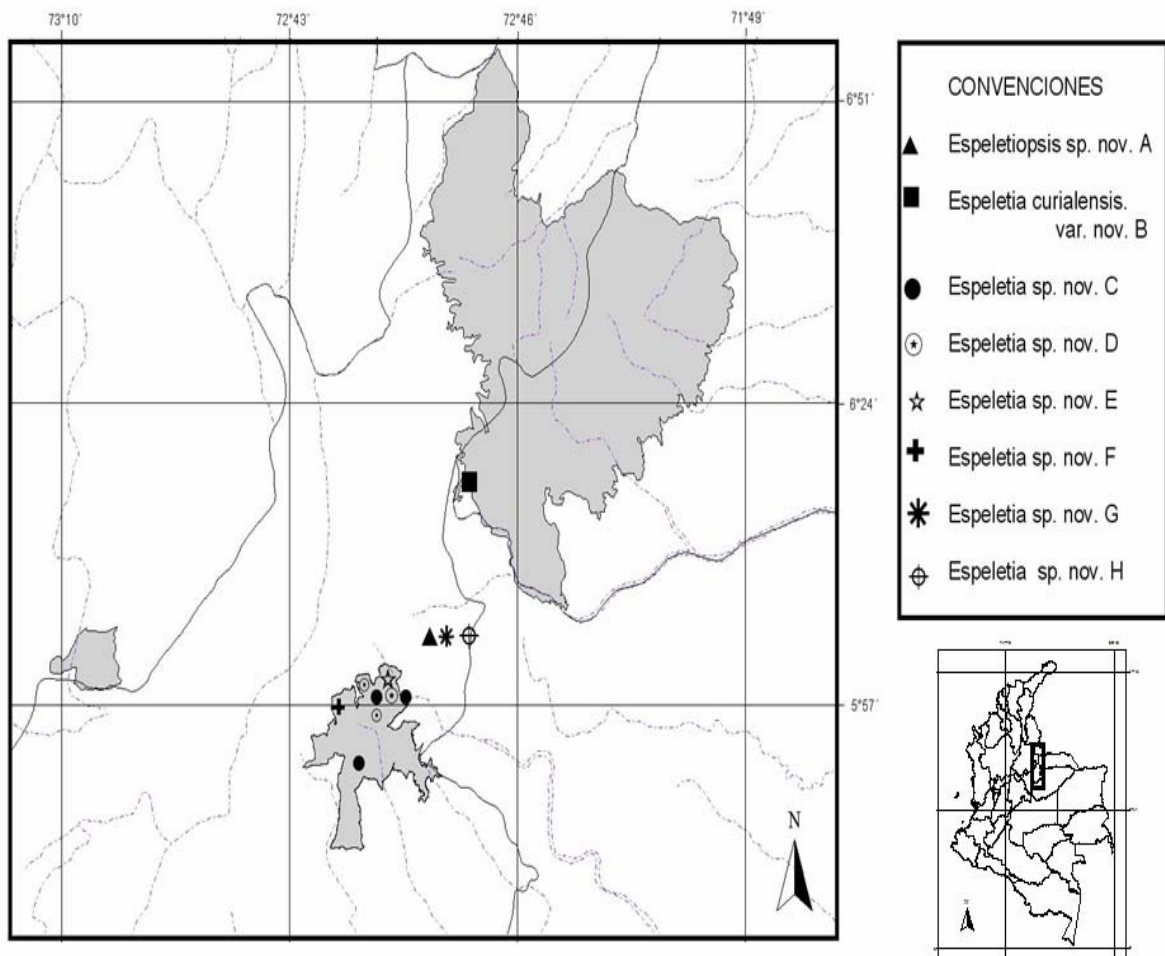 73°10´
72°43´
72°46´
71°49´
6°51´
6°24´
5°57´
N
CONVENCIONES
Espeletiopsis sp. nov. A
Espeletia curialensis.
var. nov. B
Espeletia sp. nov. C
Espeletia sp. nov. D
Espeletia sp. nov. E
Espeletia sp. nov. F
Espeletia sp. nov. G
Espeletia sp. nov. H